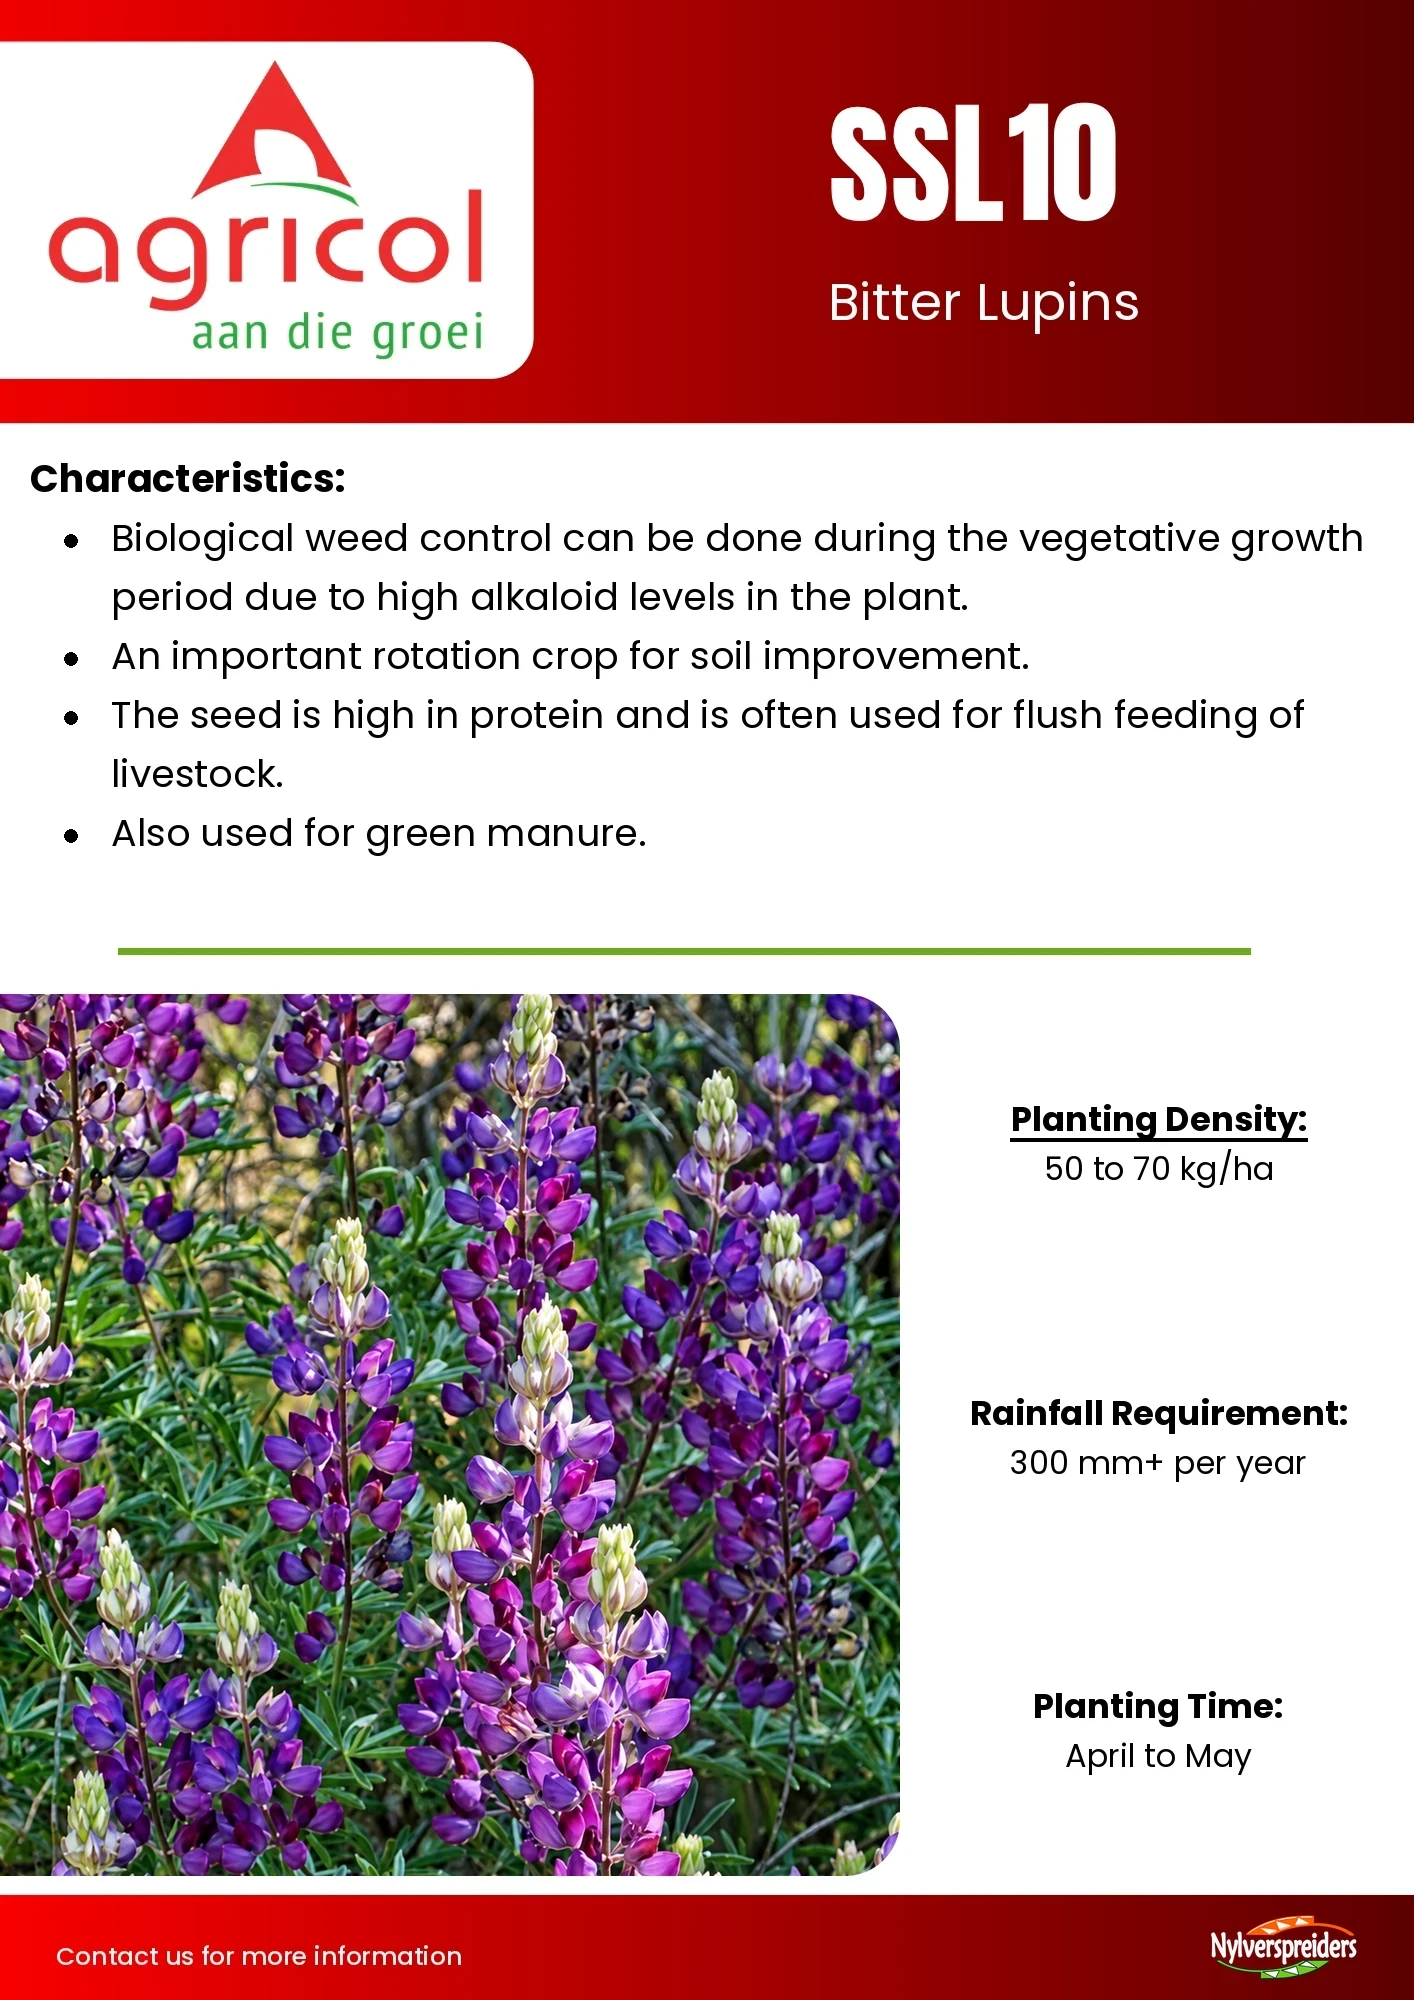 agricol
aan die groei
SSL10
Bitter Lupins
Characteristics:
• Biological weed control can be done during the vegetative growth
period due to high alkaloid levels in the plant.
• An important rotation crop for soil improvement.
• The seed is high in protein and is often used for flush feeding of
livestock.
• Also used for green manure.
Planting Density:
50 to 70 kg/ha
Rainfall Requirement:
300 mm+ per year
Planting Time:
April to May
Contact us for more information
Nylverspreiders